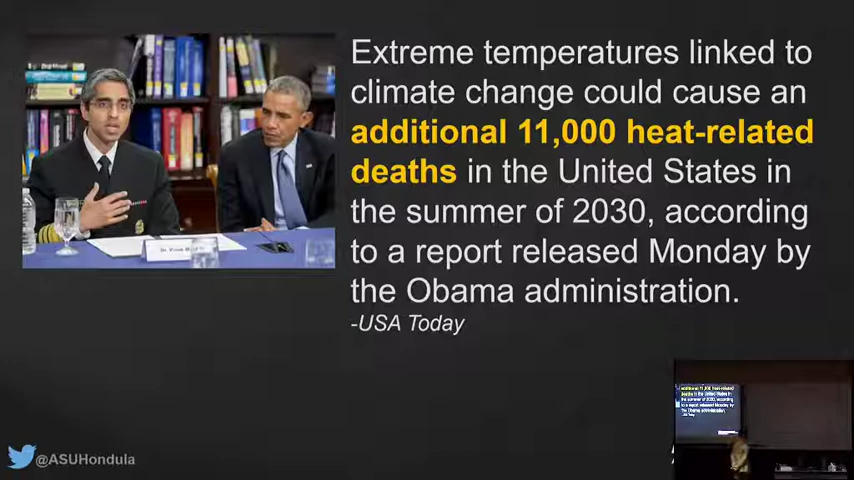 Extreme temperatures linked to
climate change could cause an
additional 11,000 heat-related
deaths in the United States in
the summer of 2030, according
to a report released Monday by
the Obama administration.
-USA Today
@ASUHondula